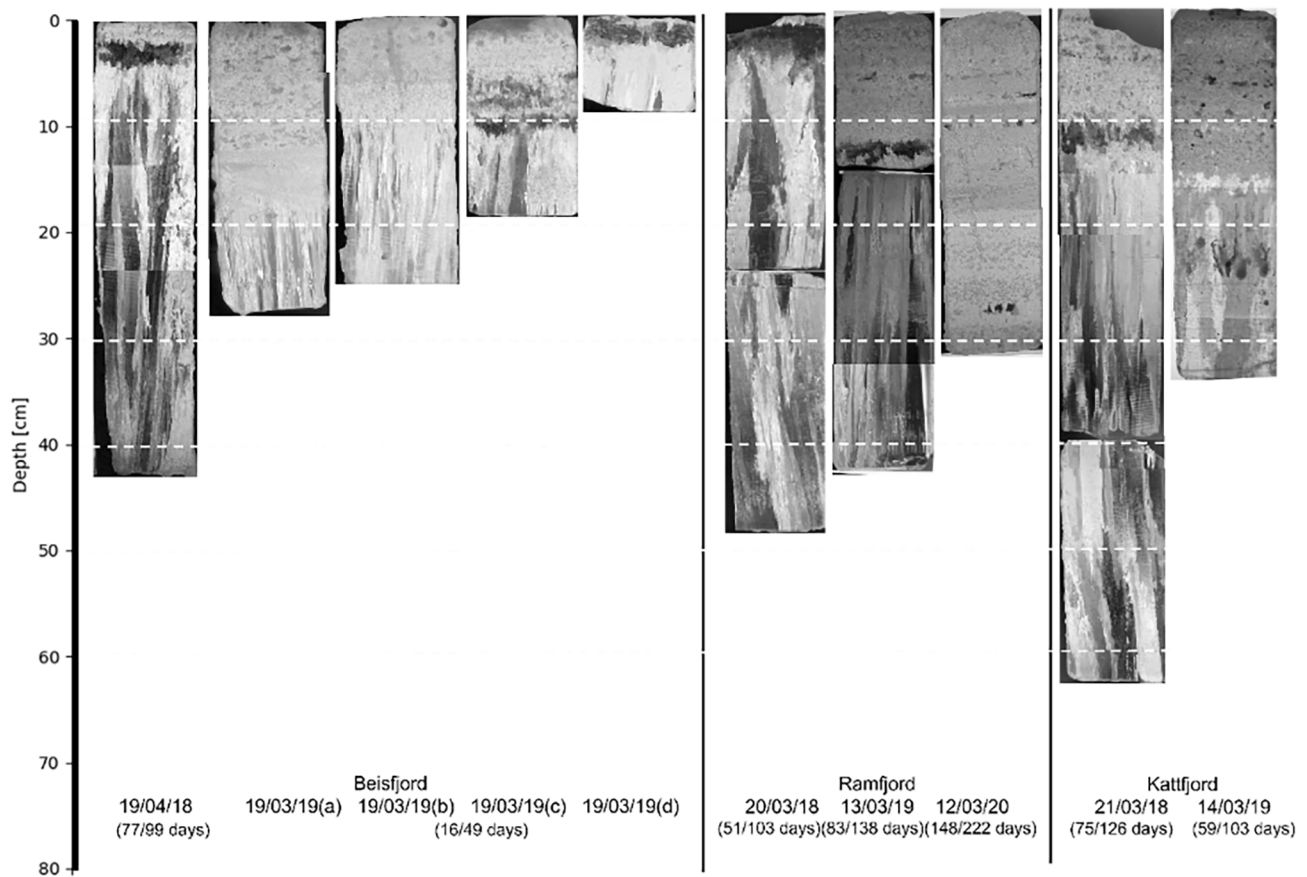 0
10
20
30
40
50
60
70
80
Depth [cm]
Beisfjord
19/04/18 19/03/19(a) 19/03/19(b) 19/03/19(c) 19/03/19(d)
(77/99 days) (16/49 days)
Ramfjord
20/03/18 13/03/19 12/03/20
(51/103 days)(83/138 days)(148/222 days)
Kattfjord
21/03/18 14/03/19
(75/126 days) (59/103 days)